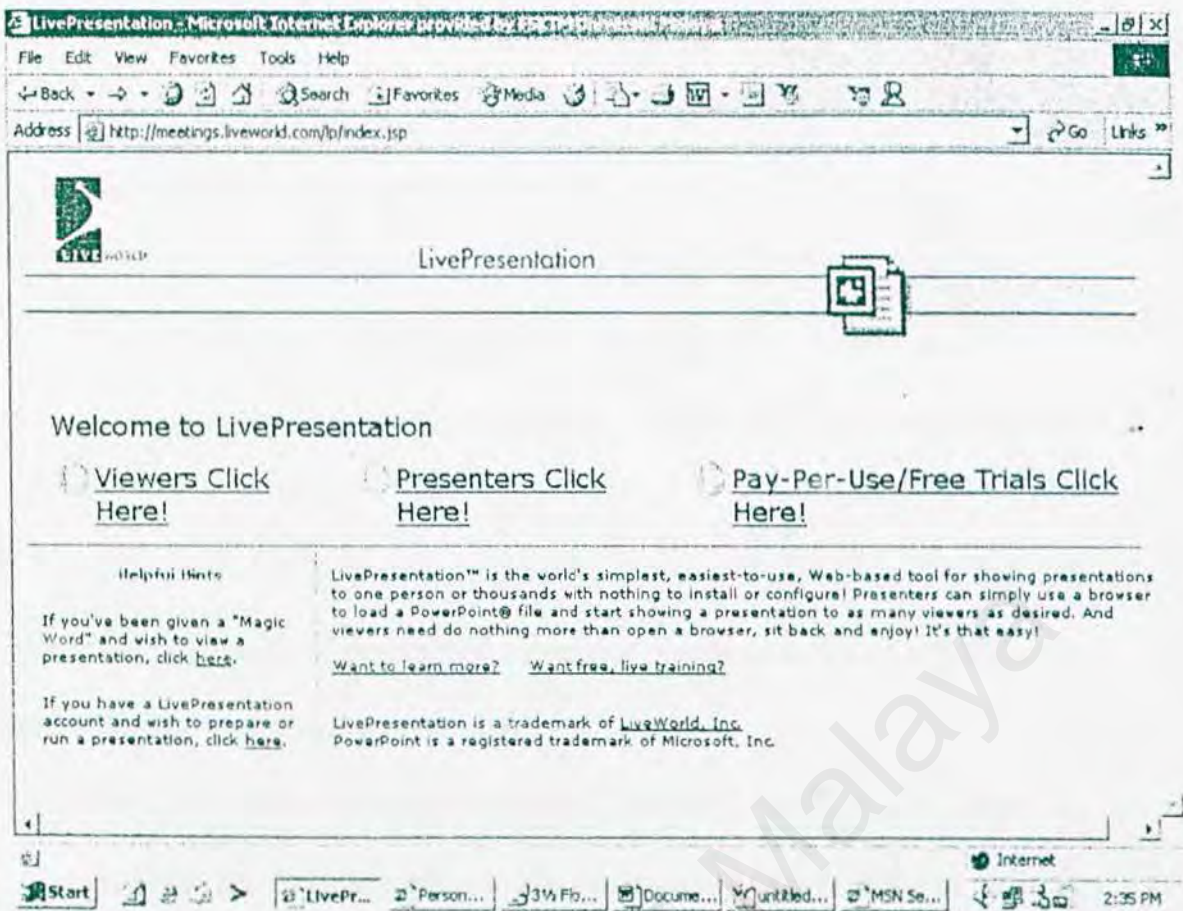 LivePresentation - Microsoft Internet Explorer provided by FSKTM Universiti Malaya
File Edit View Favorites Tools Help
Back Search Favorites Media
Address http://meetings.liveworld.com/lp/index.jsp Go Links »
LIVE WORLD
LivePresentation
Welcome to LivePresentation
Viewers Click Here!
Presenters Click Here!
Pay-Per-Use/Free Trials Click Here!
Helpful Hints
If you've been given a "Magic
Word" and wish to view a
presentation, click here.
If you have a LivePresentation
account and wish to prepare or
run a presentation, click here.
LivePresentation™ is the world's simplest, easiest-to-use, Web-based tool for showing presentations
to one person or thousands with nothing to install or configure! Presenters can simply use a browser
to load a PowerPoint® file and start showing a presentation to as many viewers as desired. And
viewers need do nothing more than open a browser, sit back and enjoy! It's that easy!
Want to learn more? Want free, live training?
LivePresentation is a trademark of LiveWorld, Inc.
PowerPoint is a registered trademark of Microsoft, Inc
Internet
Start LivePr... Person... 3½ Flo... Docume... untitled... MSN Se... 2:35 PM
Malaya